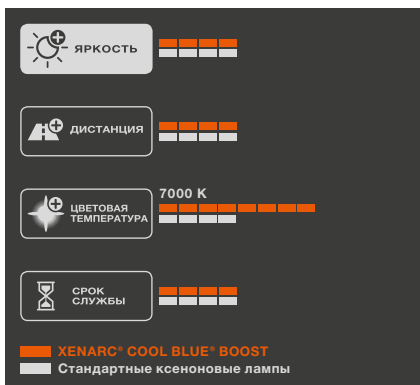 ЯРКОСТЬ
ДИСТАНЦИЯ
7000 K
ЦВЕТОВАЯ
ТЕМПЕРАТУРА
СРОК
СЛУЖБЫ
XENARC® COOL BLUE® BOOST
Стандартные ксеноновые лампы